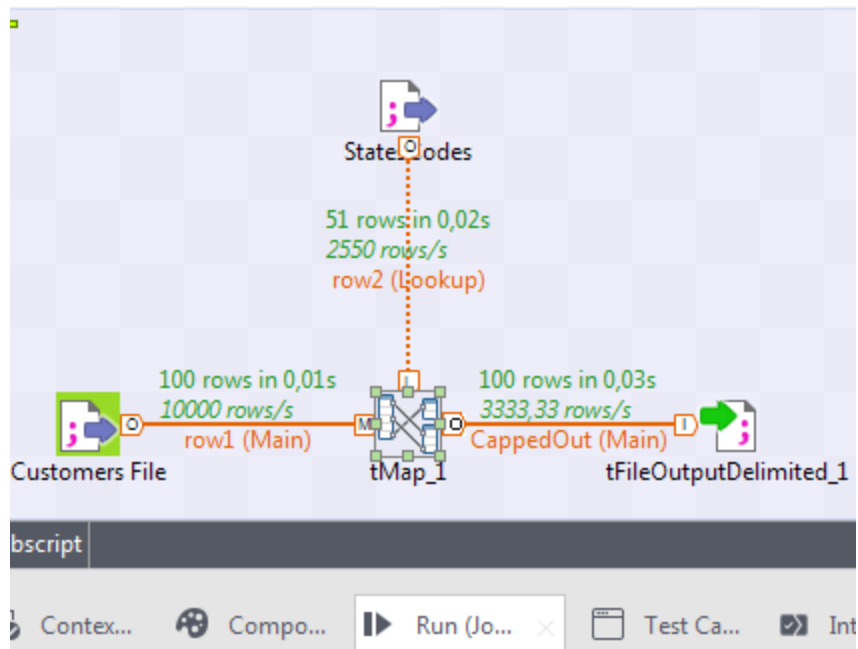 States Codes
51 rows in 0,02s
2550 rows/s
row2 (Lookup)
100 rows in 0,01s
10000 rows/s
row1 (Main)
100 rows in 0,03s
3333,33 rows/s
CappedOut (Main)
Customers File
tMap_1
tFileOutputDelimited_1
bscript
Contex...
Compo...
Run (Jo...
Test Ca...
Int